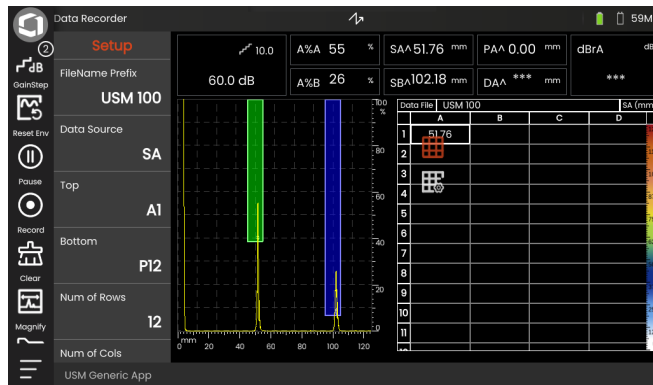 Data Recorder
59M
2
dB
GainStep
Reset Env
Pause
Record
Clear
Magnify
Setup
FileName Prefix
USM 100
Data Source
SA
Top
A1
Bottom
P12
Num of Rows
12
Num of Cols
USM Generic App
10.0
60.0 dB
A%A 55 %
A%B 26 %
SA^51.76 mm
SB^102.18 mm
PA^ 0.00 mm
DA^ *** mm
dBrA dB
***
100
%
80
60
40
20
0
mm
0 20 40 60 80 100 120
Data File USM 100 SA (mm
A B C D
1 51.76
2
3
4
5
6
7
8
9
10
11